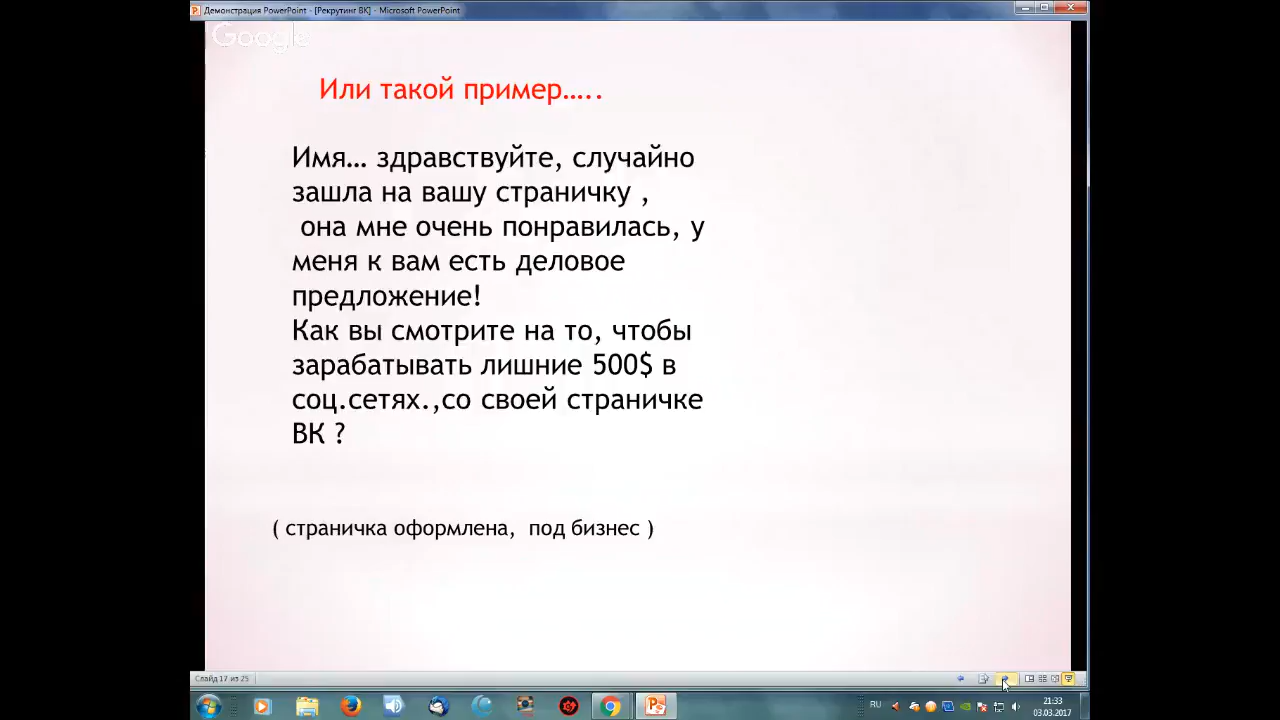 Демонстрация PowerPoint - [Рекрутинг ВК] - Microsoft PowerPoint
Google
Или такой пример.....
Имя… здравствуйте, случайно
зашла на вашу страничку ,
она мне очень понравилась, у
меня к вам есть деловое
предложение!
Как вы смотрите на то, чтобы
зарабатывать лишние 500$ в
соц.сетях.,со своей страничке
ВК ?
( страничка оформлена, под бизнес )
Слайд 17 из 25
RU
21:33
03.03.2017